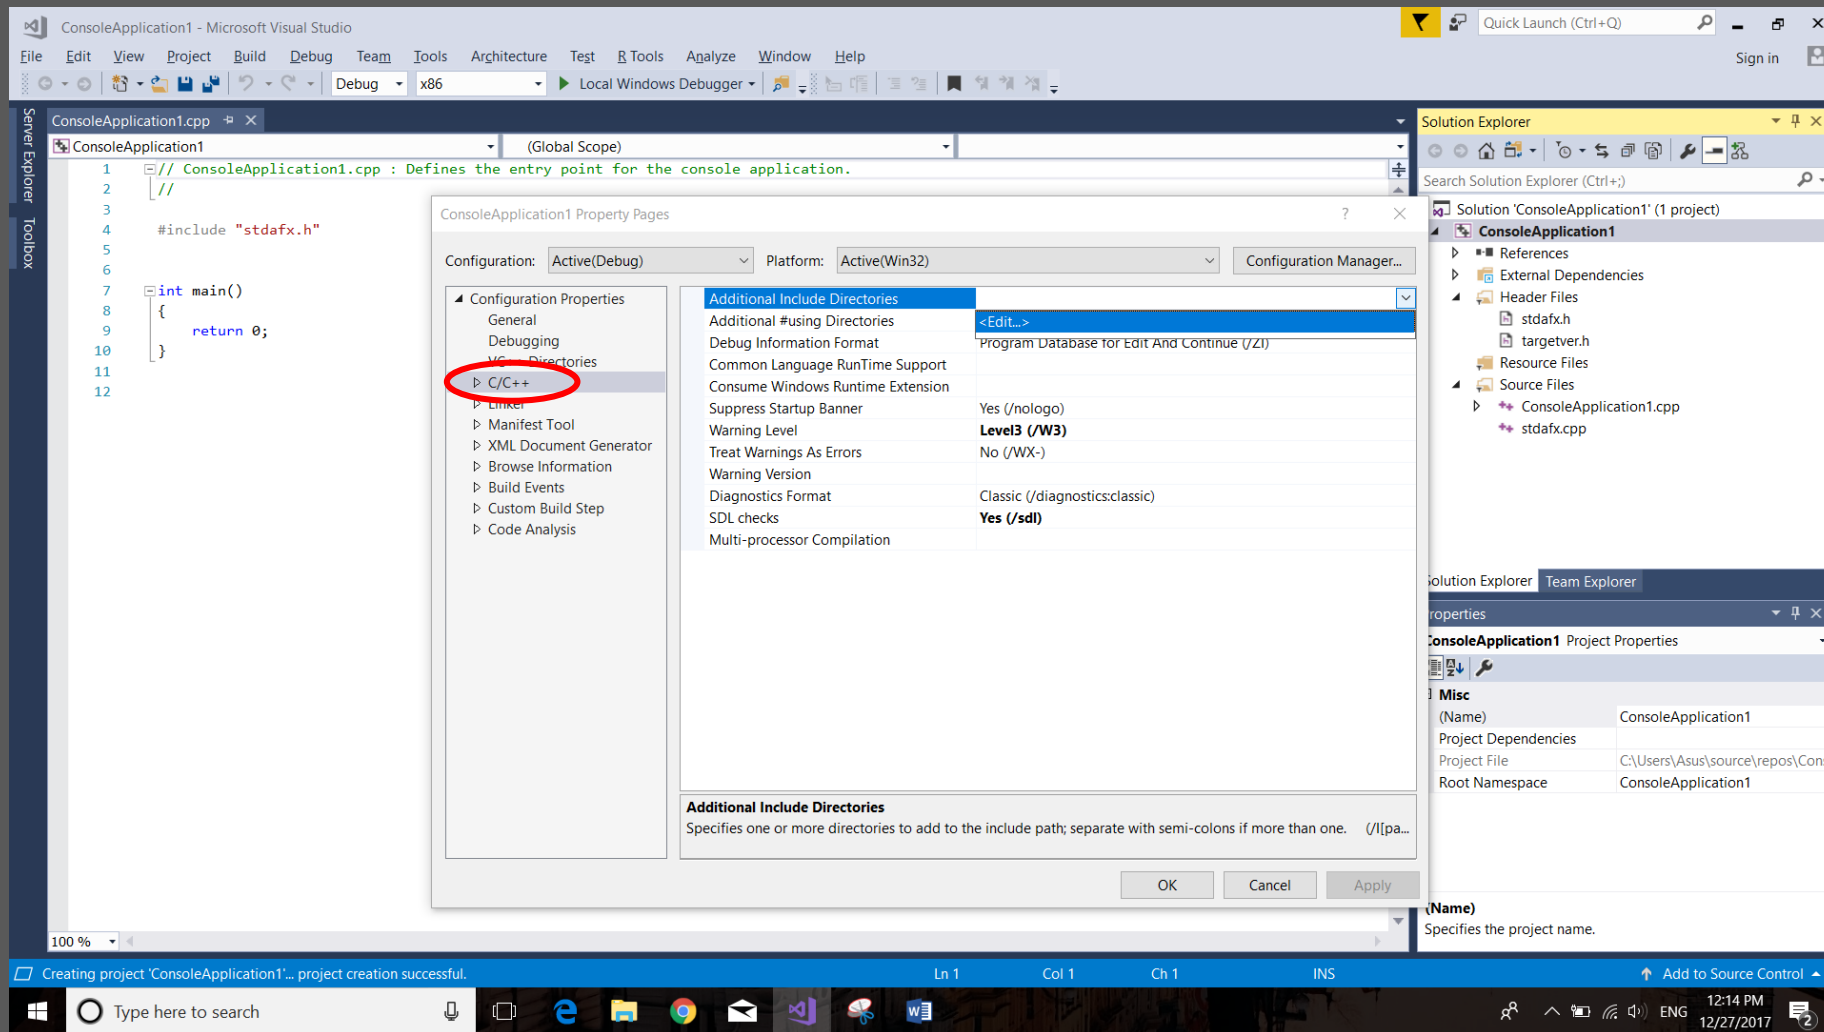 ConsoleApplication1 - Microsoft Visual Studio
Quick Launch (Ctrl+Q)
File Edit View Project Build Debug Team Tools Architecture Test R Tools Analyze Window Help
Sign in
Debug x86 Local Windows Debugger
Server Explorer
Toolbox
ConsoleApplication1.cpp
ConsoleApplication1 (Global Scope)
1 // ConsoleApplication1.cpp : Defines the entry point for the console application.
2 //
3
4 #include "stdafx.h"
5
6
7 int main()
8 {
9 return 0;
10 }
11
12
100 %
ConsoleApplication1 Property Pages
?
Configuration: Active(Debug) Platform: Active(Win32) Configuration Manager...
Configuration Properties
General
Debugging
VC++ Directories
C/C++
Linker
Manifest Tool
XML Document Generator
Browse Information
Build Events
Custom Build Step
Code Analysis
Additional Include Directories
Additional #using Directories <Edit...>
Debug Information Format Program Database for Edit And Continue (/ZI)
Common Language RunTime Support
Consume Windows Runtime Extension
Suppress Startup Banner Yes (/nologo)
Warning Level Level3 (/W3)
Treat Warnings As Errors No (/WX-)
Warning Version
Diagnostics Format Classic (/diagnostics:classic)
SDL checks Yes (/sdl)
Multi-processor Compilation
Additional Include Directories
Specifies one or more directories to add to the include path; separate with semi-colons if more than one. (/I[pa...
OK Cancel Apply
Solution Explorer
Search Solution Explorer (Ctrl+;)
Solution 'ConsoleApplication1' (1 project)
ConsoleApplication1
References
External Dependencies
Header Files
stdafx.h
targetver.h
Resource Files
Source Files
ConsoleApplication1.cpp
stdafx.cpp
olution Explorer Team Explorer
roperties
ConsoleApplication1 Project Properties
Misc
(Name) ConsoleApplication1
Project Dependencies
Project File C:\Users\Asus\source\repos\Con
Root Namespace ConsoleApplication1
(Name)
Specifies the project name.
Creating project 'ConsoleApplication1'... project creation successful. Ln 1 Col 1 Ch 1 INS Add to Source Control
Type here to search
ENG
12:14 PM
12/27/2017
2